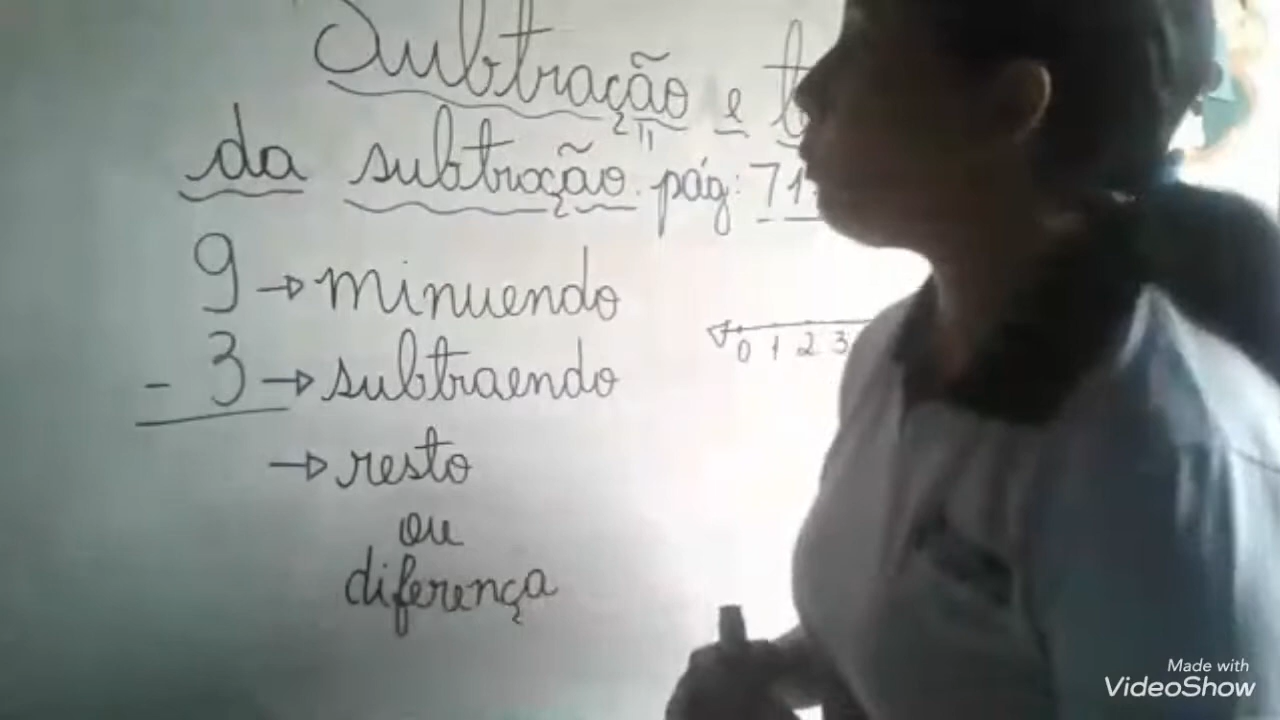 Subtração e
da subtração. pág: 71
9 → minuendo
- 3 → subtraendo
→ resto
ou
diferença
0 1 2 3
Made with
VideoShow